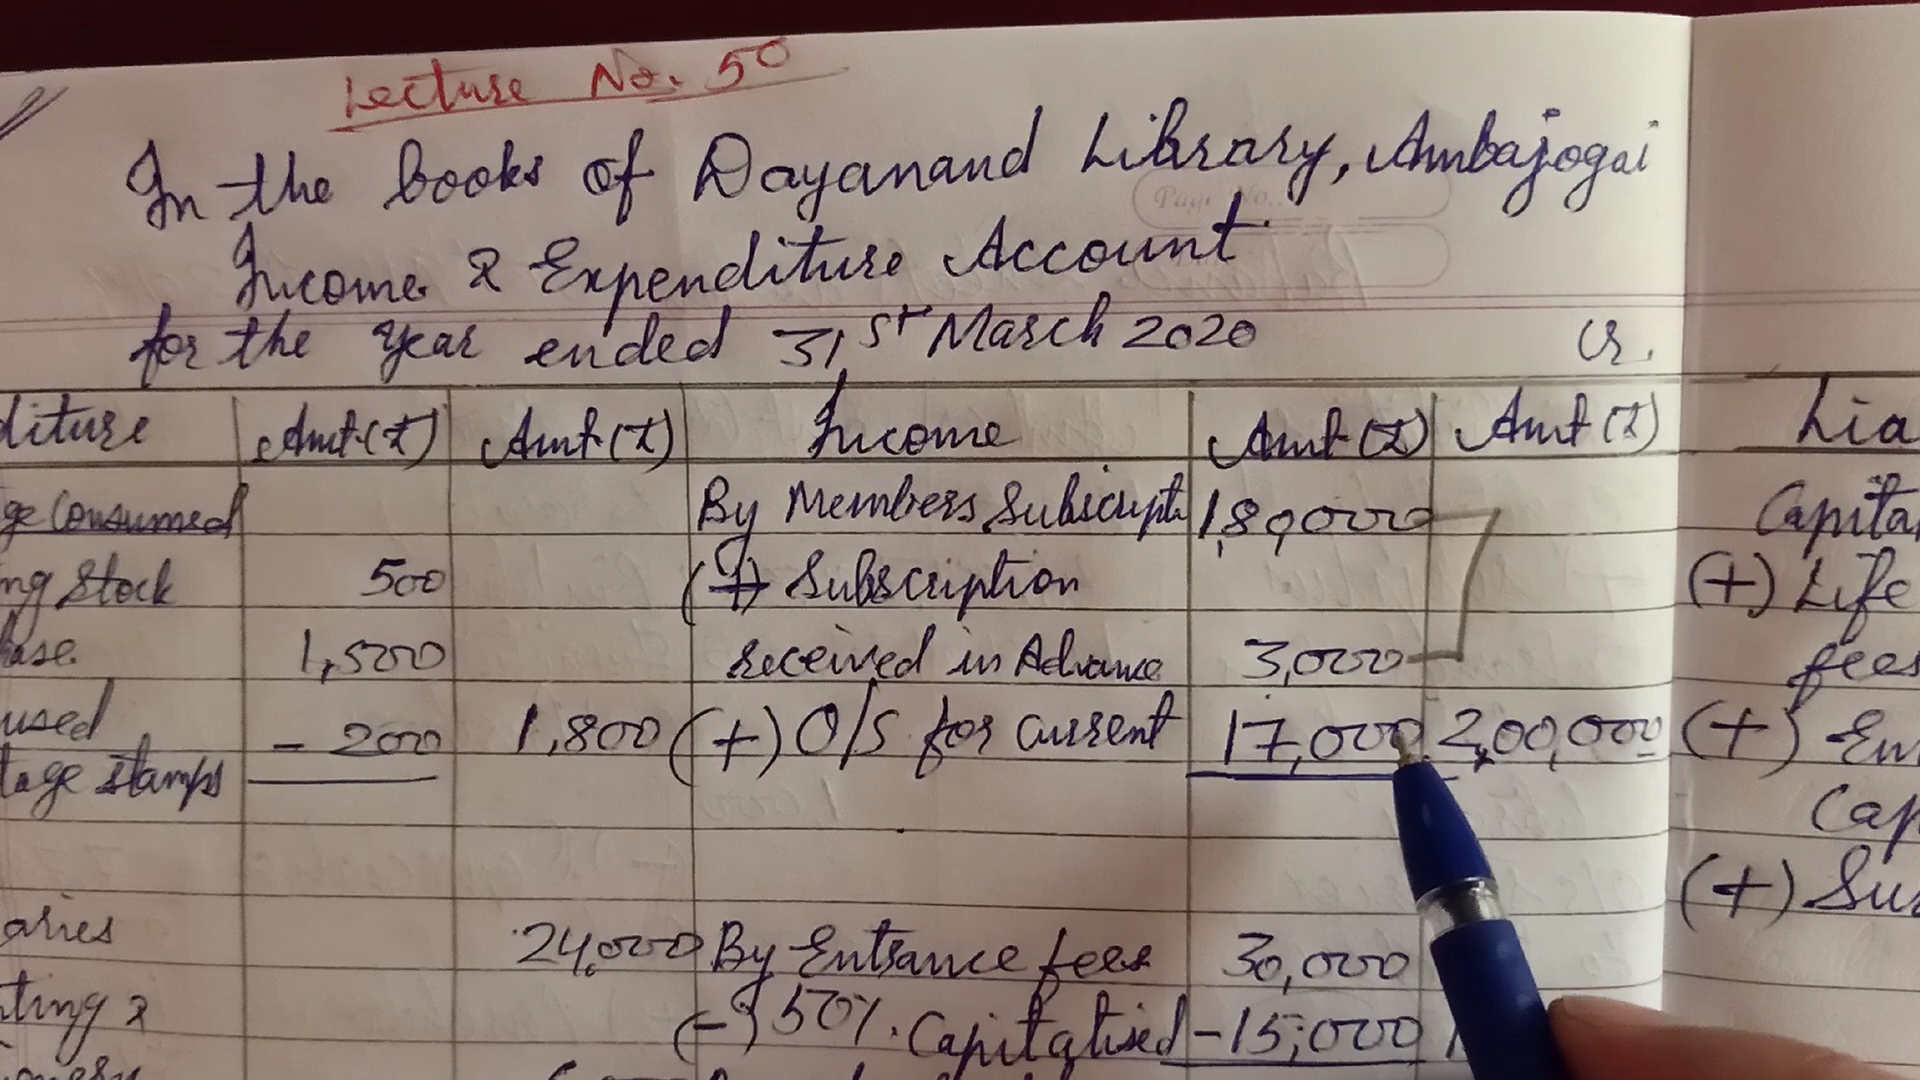 Lecture No. 50
In the books of Dayanand Library, Ambajogai
Income & Expenditure Account
for the Year ended 31st March 2020 Cr.
diture Amt (₹) Amt (₹) Income Amt (₹) Amt (₹) Lia
ge Consumed By Members Subscript 1,80,000 Capita
ng Stock 500 (+) Subscription (+) Life
hase 1,500 received in Advance 3,000 fees
used - 200 1,800 (+) O/S for current 17,000 2,00,000 (+) En
tage stamps Cap
(+) Su
aries 24,000 By Entrance fees 30,000
ting & (-) 50% Capitalised - 15,000